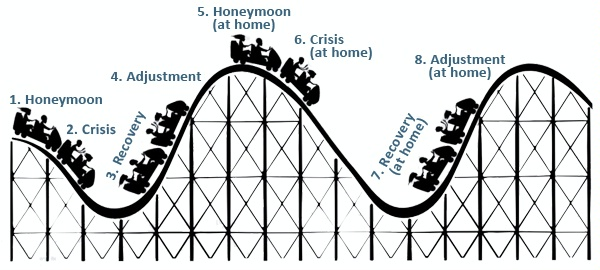 1. Honeymoon
2. Crisis
3. Recovery
4. Adjustment
5. Honeymoon
(at home)
6. Crisis
(at home)
7. Recovery
(at home)
8. Adjustment
(at home)